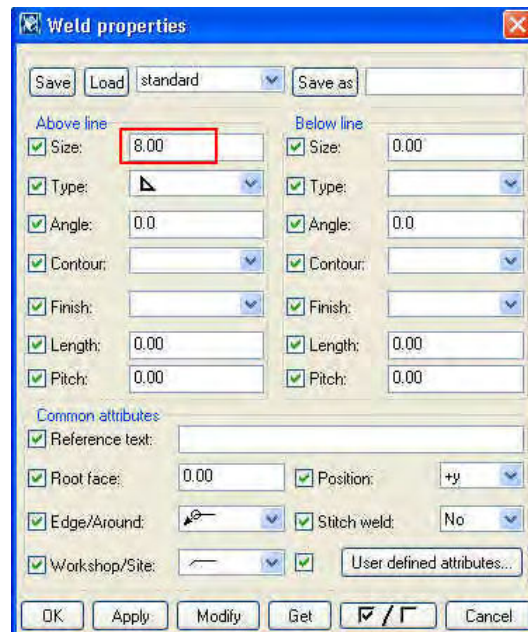 Weld properties
Save Load standard Save as
Above line Below line
Size: 8.00 Size: 0.00
Type: Type:
Angle: 0.0 Angle: 0.0
Contour: Contour:
Finish: Finish:
Length: 0.00 Length: 0.00
Pitch: 0.00 Pitch: 0.00
Common attributes
Reference text:
Root face: 0.00 Position: +y
Edge/Around: Stitch weld: No
Workshop/Site: User defined attributes...
OK Apply Modify Get / Cancel